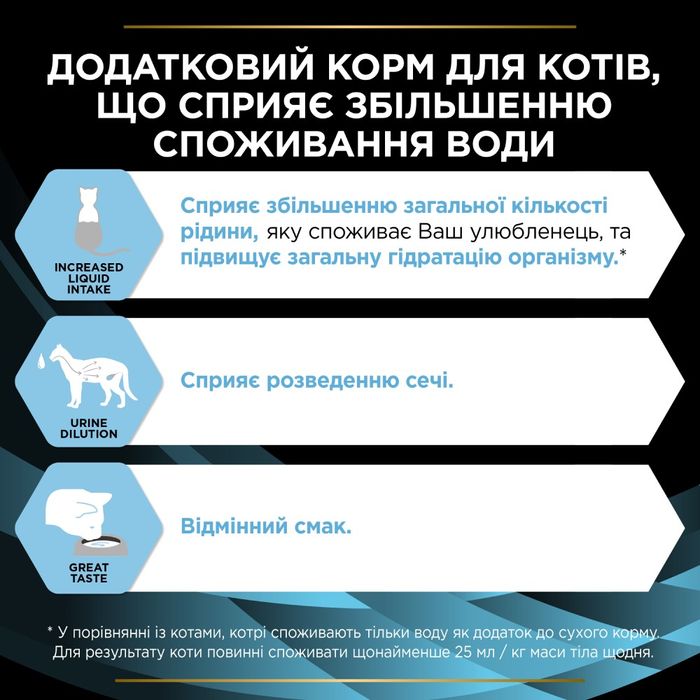 ДОДАТКОВИЙ КОРМ ДЛЯ КОТІВ,
ЩО СПРИЯЄ ЗБІЛЬШЕННЮ
СПОЖИВАННЯ ВОДИ
INCREASED
LIQUID
INTAKE
Сприяє збільшенню загальної кількості
рідини, яку споживає Ваш улюбленець, та
підвищує загальну гідратацію організму.*
URINE
DILUTION
Сприяє розведенню сечі.
GREAT
TASTE
Відмінний смак.
* У порівнянні із котами, котрі споживають тільки воду як додаток до сухого корму.
Для результату коти повинні споживати щонайменше 25 мл / кг маси тіла щодня.